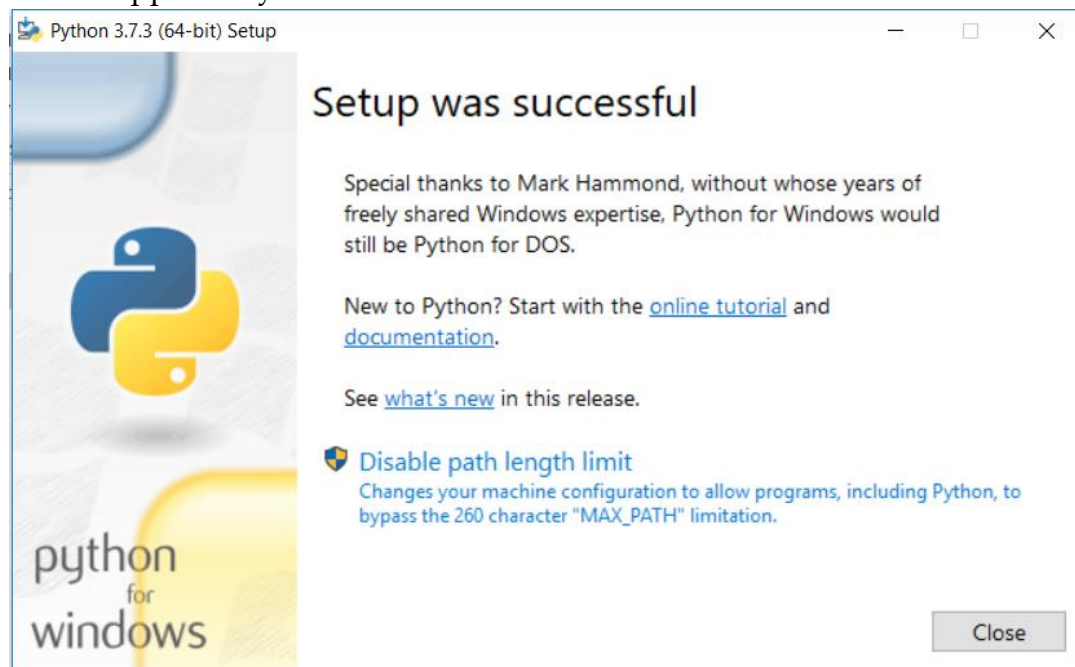 Python 3.7.3 (64-bit) Setup
Setup was successful
Special thanks to Mark Hammond, without whose years of
freely shared Windows expertise, Python for Windows would
still be Python for DOS.
New to Python? Start with the online tutorial and
documentation.
See what's new in this release.
Disable path length limit
Changes your machine configuration to allow programs, including Python, to
bypass the 260 character "MAX_PATH" limitation.
python
for
windows
Close